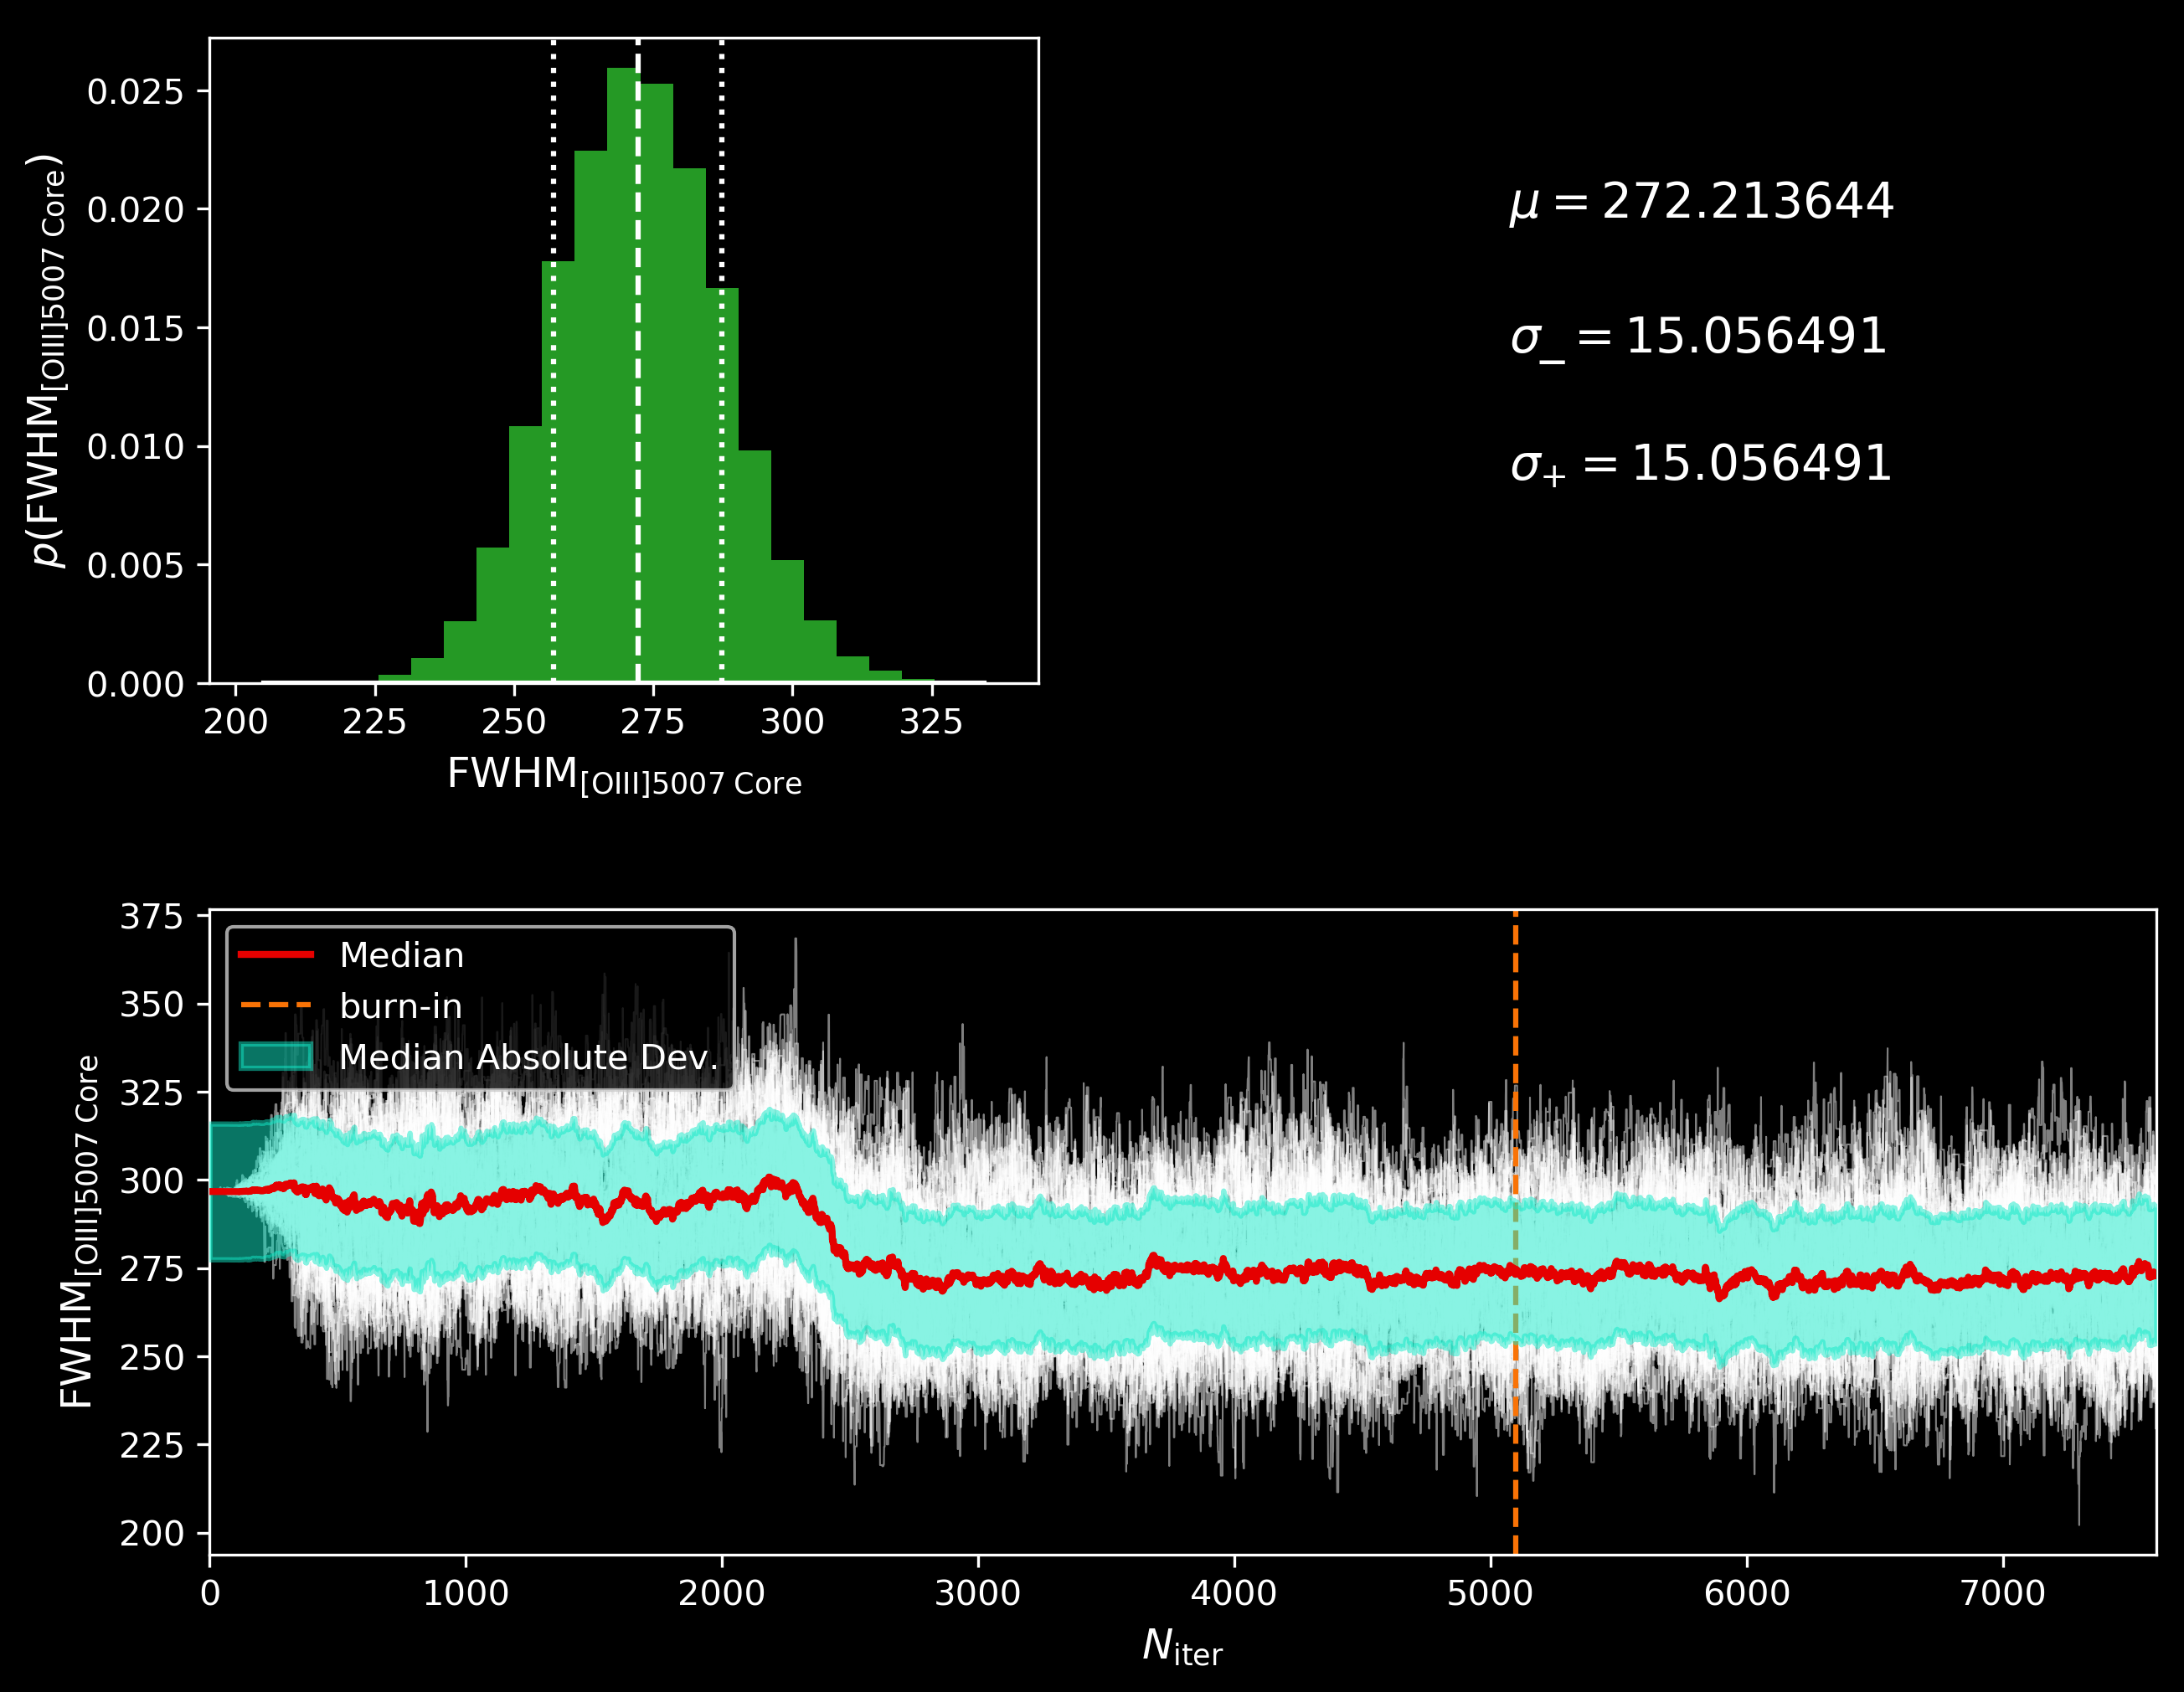 0.025
0.020
0.015
0.010
0.005
0.000
p(FWHM[OIII]5007 Core)
200 225 250 275 300 325
FWHM[OIII]5007 Core
μ = 272.213644
σ− = 15.056491
σ+ = 15.056491
375
350
325
300
275
250
225
200
FWHM[OIII]5007 Core
Median
burn-in
Median Absolute Dev.
0 1000 2000 3000 4000 5000 6000 7000
Niter